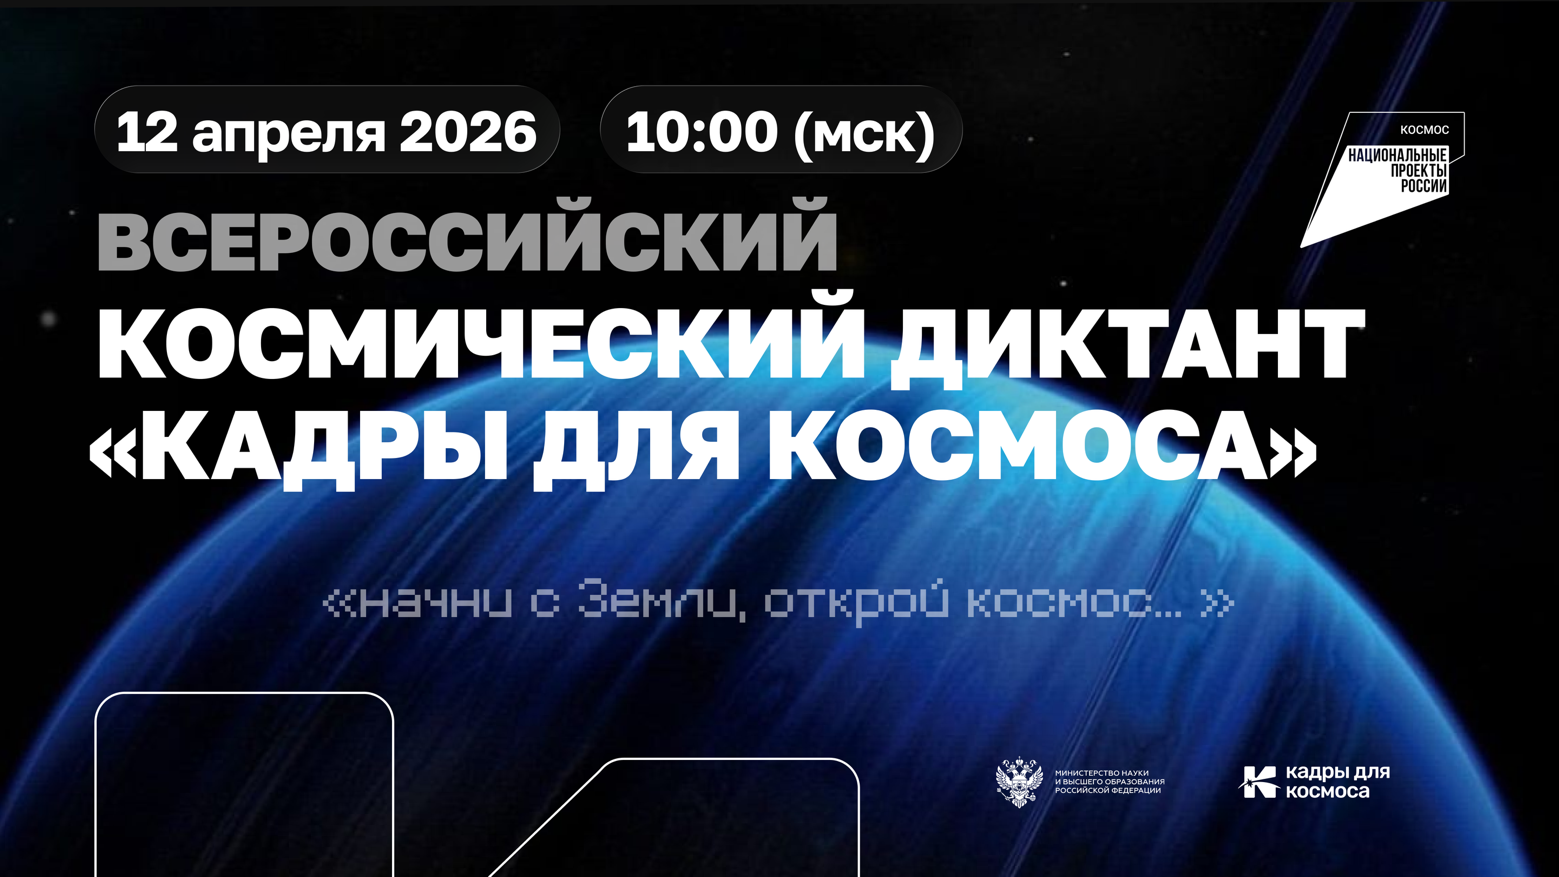 12 апреля 2026
10:00 (мск)
КОСМОС
НАЦИОНАЛЬНЫЕ
ПРОЕКТЫ
РОССИИ
ВСЕРОССИЙСКИЙ
КОСМИЧЕСКИЙ ДИКТАНТ
«КАДРЫ ДЛЯ КОСМОСА»
«начни с Земли, открой космос... »
МИНИСТЕРСТВО НАУКИ
И ВЫСШЕГО ОБРАЗОВАНИЯ
РОССИЙСКОЙ ФЕДЕРАЦИИ
кадры для
космоса